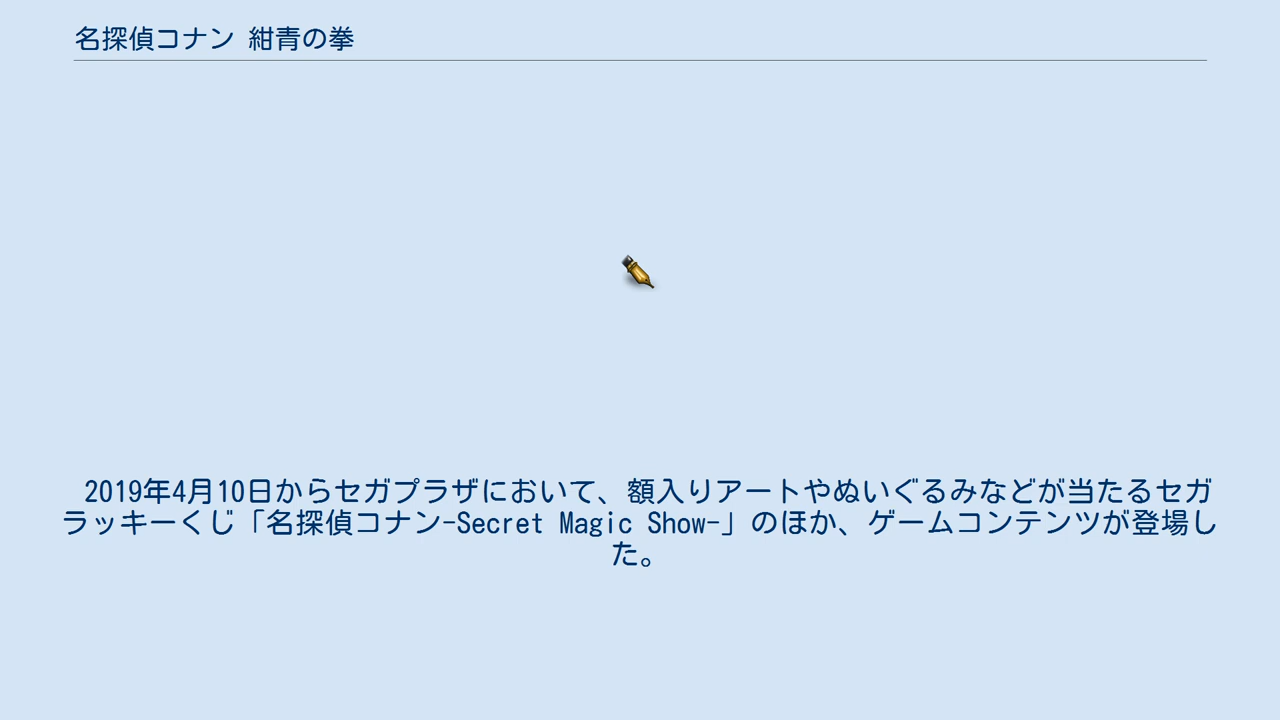 名探偵コナン 紺青の拳
2019年4月10日からセガプラザにおいて、額入りアートやぬいぐるみなどが当たるセガ
ラッキーくじ「名探偵コナン-Secret Magic Show-」のほか、ゲームコンテンツが登場し
た。